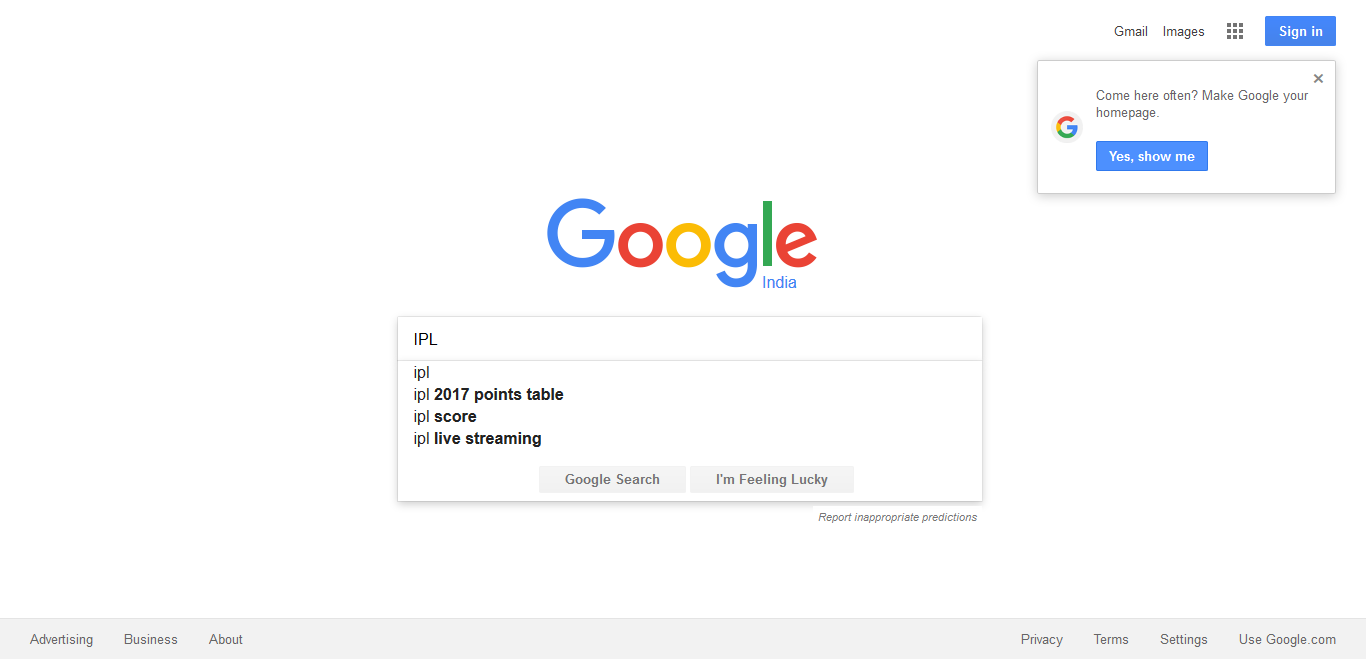 Gmail Images Sign in
Come here often? Make Google your
homepage.
Yes, show me
Google
India
IPL
ipl
ipl 2017 points table
ipl score
ipl live streaming
Google Search I'm Feeling Lucky
Report inappropriate predictions
Advertising Business About Privacy Terms Settings Use Google.com